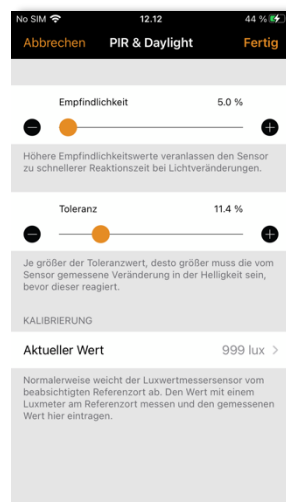 No SIM 12.12 44 %
Abbrechen PIR & Daylight Fertig
Empfindlichkeit 5.0 %
Höhere Empfindlichkeitswerte veranlassen den Sensor
zu schnellerer Reaktionszeit bei Lichtveränderungen.
Toleranz 11.4 %
Je größer der Toleranzwert, desto größer muss die vom
Sensor gemessene Veränderung in der Helligkeit sein,
bevor dieser reagiert.
KALIBRIERUNG
Aktueller Wert 999 lux
Normalerweise weicht der Luxwertmessersensor vom
beabsichtigten Referenzort ab. Den Wert mit einem
Luxmeter am Referenzort messen und den gemessenen
Wert hier eintragen.